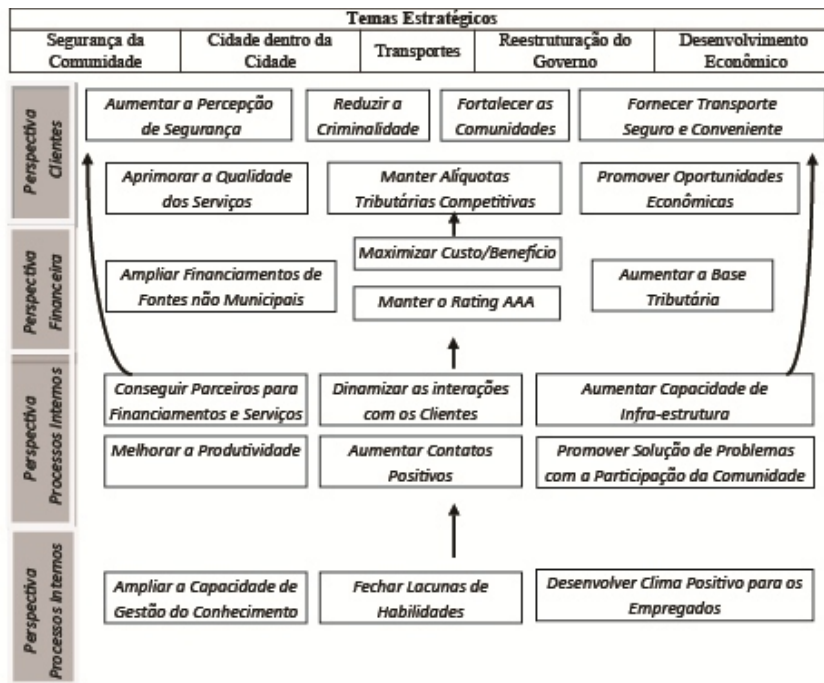 Temas Estratégicos
Segurança da
Comunidade
Cidade dentro da
Cidade
Transportes
Reestruturação do
Governo
Desenvolvimento
Econômico
Perspectiva
Clientes
Aumentar a Percepção
de Segurança
Reduzir a
Criminalidade
Fortalecer as
Comunidades
Fornecer Transporte
Seguro e Conveniente
Aprimorar a Qualidade
dos Serviços
Manter Alíquotas
Tributárias Competitivas
Promover Oportunidades
Econômicas
Perspectiva
Financeira
Ampliar Financiamentos de
Fontes não Municipais
Maximizar Custo/Benefício
Manter o Rating AAA
Aumentar a Base
Tributária
Perspectiva
Processos Internos
Conseguir Parceiros para
Financiamentos e Serviços
Dinamizar as interações
com os Clientes
Aumentar Capacidade de
Infra-estrutura
Melhorar a Produtividade
Aumentar Contatos
Positivos
Promover Solução de Problemas
com a Participação da Comunidade
Perspectiva
Processos Internos
Ampliar a Capacidade de
Gestão do Conhecimento
Fechar Lacunas de
Habilidades
Desenvolver Clima Positivo para os
Empregados